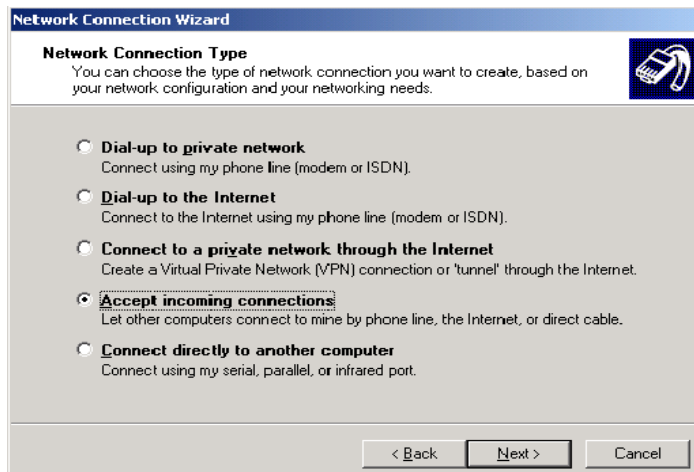 Network Connection Wizard
Network Connection Type
You can choose the type of network connection you want to create, based on
your network configuration and your networking needs.
Dial-up to private network
Connect using my phone line (modem or ISDN).
Dial-up to the Internet
Connect to the Internet using my phone line (modem or ISDN).
Connect to a private network through the Internet
Create a Virtual Private Network (VPN) connection or 'tunnel' through the Internet.
Accept incoming connections
Let other computers connect to mine by phone line, the Internet, or direct cable.
Connect directly to another computer
Connect using my serial, parallel, or infrared port.
< Back Next > Cancel